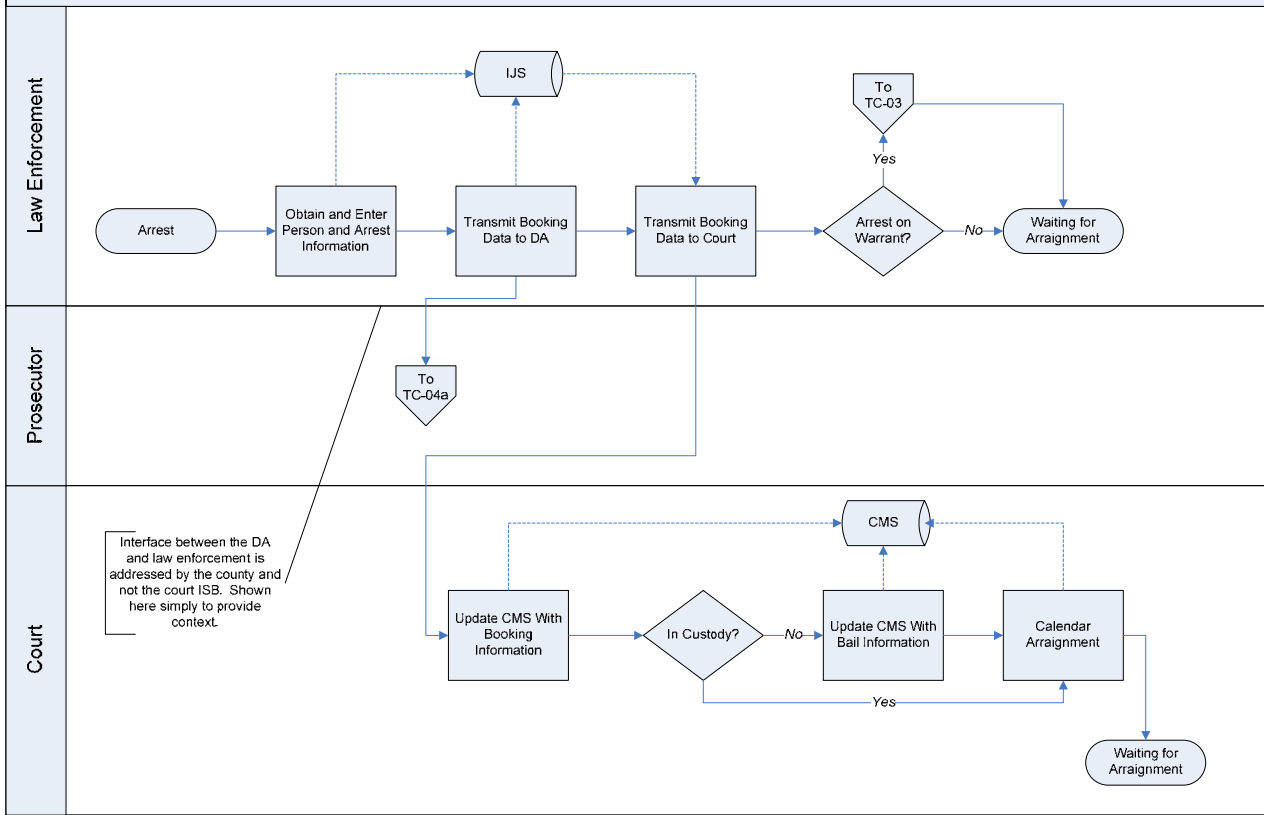 Law Enforcement
IJS
To
TC-03
Yes
Arrest
Obtain and Enter
Person and Arrest
Information
Transmit Booking
Data to DA
Transmit Booking
Data to Court
Arrest on
Warrant?
No
Waiting for
Arraignment
Prosecutor
To
TC-04a
Court
Interface between the DA
and law enforcement is
addressed by the county and
not the court ISB.  Shown
here simply to provide
context.
CMS
Update CMS With
Booking
Information
In Custody?
No
Update CMS With
Bail Information
Calendar
Arraignment
Yes
Waiting for
Arraignment